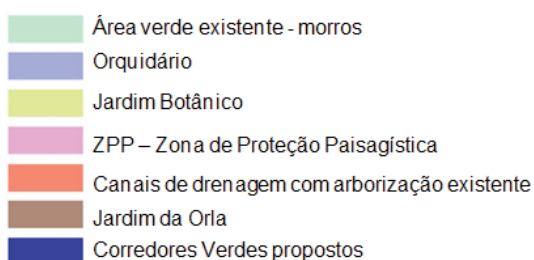 Área verde existente - morros
Orquidário
Jardim Botânico
ZPP – Zona de Proteção Paisagística
Canais de drenagem com arborização existente
Jardim da Orla
Corredores Verdes propostos